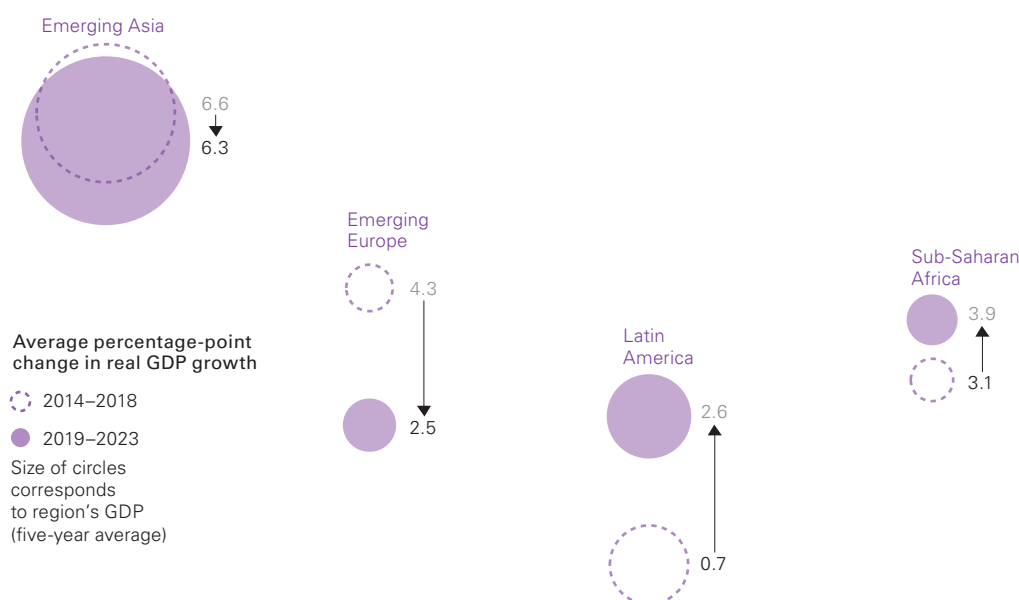 Emerging Asia
6.6
6.3
Emerging
Europe
4.3
2.5
Latin
America
2.6
0.7
Sub-Saharan
Africa
3.9
3.1
Average percentage-point
change in real GDP growth
2014–2018
2019–2023
Size of circles
corresponds
to region’s GDP
(five-year average)